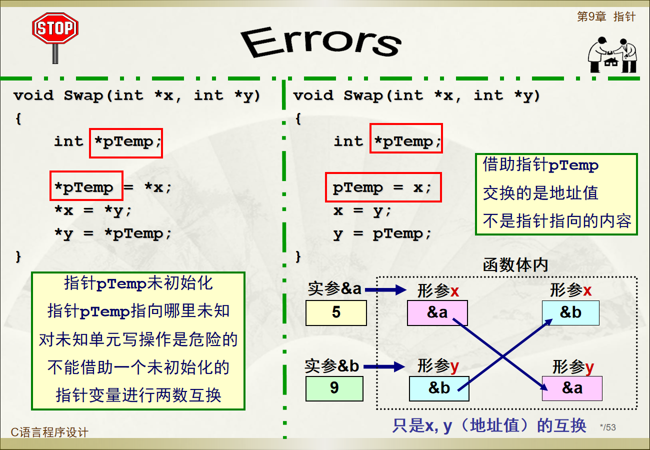 第9章 指针
STOP
Errors
void Swap(int *x, int *y)
{
int *pTemp;
*pTemp = *x;
*x = *y;
*y = *pTemp;
}
指针pTemp未初始化
指针pTemp指向哪里未知
对未知单元写操作是危险的
不能借助一个未初始化的
指针变量进行两数互换
void Swap(int *x, int *y)
{
int *pTemp;
pTemp = x;
x = y;
y = pTemp;
}
借助指针pTemp
交换的是地址值
不是指针指向的内容
函数体内
实参&a 形参x 形参x
5 &a &b
实参&b 形参y 形参y
9 &b &a
只是x, y（地址值）的互换
C语言程序设计
*/53